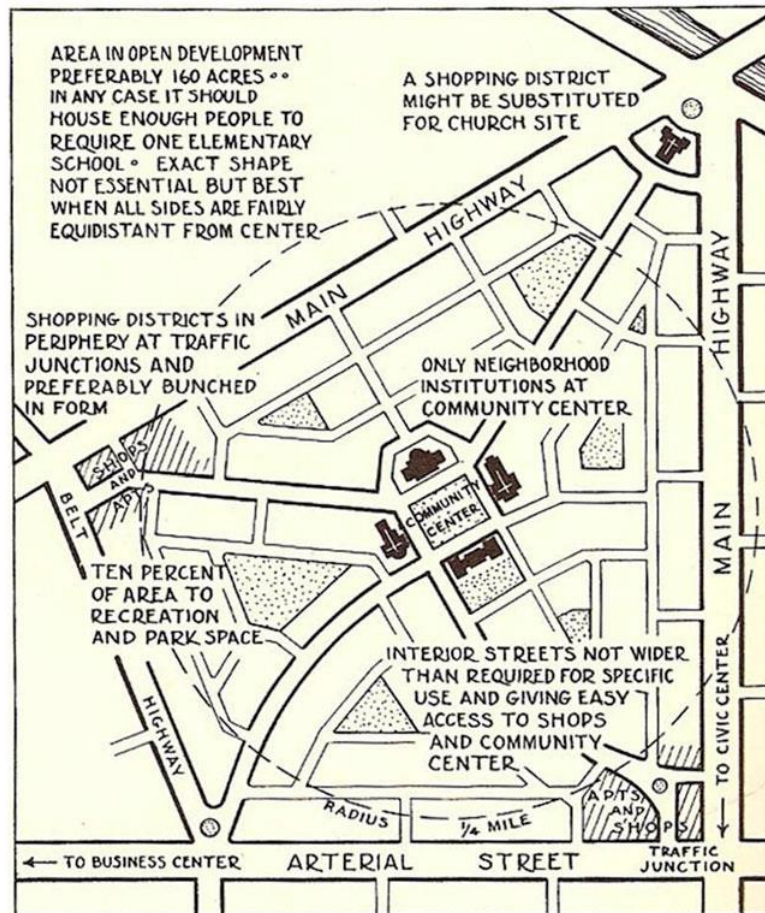 AREA IN OPEN DEVELOPMENT
PREFERABLY 160 ACRES ••
IN ANY CASE IT SHOULD
HOUSE ENOUGH PEOPLE TO
REQUIRE ONE ELEMENTARY
SCHOOL • EXACT SHAPE
NOT ESSENTIAL BUT BEST
WHEN ALL SIDES ARE FAIRLY
EQUIDISTANT FROM CENTER
A SHOPPING DISTRICT
MIGHT BE SUBSTITUTED
FOR CHURCH SITE
MAIN HIGHWAY
SHOPPING DISTRICTS IN
PERIPHERY AT TRAFFIC
JUNCTIONS AND
PREFERABLY BUNCHED
IN FORM
ONLY NEIGHBORHOOD
INSTITUTIONS AT
COMMUNITY CENTER
MAIN HIGHWAY
SHOPS
AND
APTS
COMMUNITY
CENTER
BELT HIGHWAY
TEN PERCENT
OF AREA TO
RECREATION
AND PARK SPACE
INTERIOR STREETS NOT WIDER
THAN REQUIRED FOR SPECIFIC
USE AND GIVING EASY
ACCESS TO SHOPS
AND COMMUNITY
CENTER
TO CIVIC CENTER
APTS
AND
SHOPS
RADIUS 1/4 MILE
TRAFFIC
JUNCTION
← TO BUSINESS CENTER ARTERIAL STREET